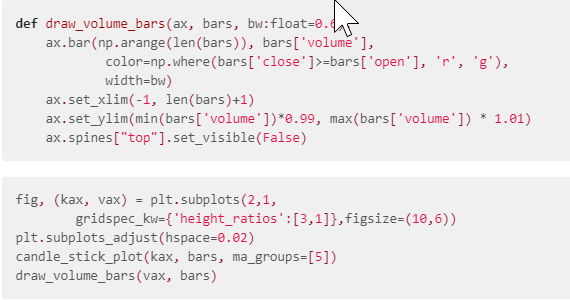 def draw_volume_bars(ax, bars, bw:float=0.6
    ax.bar(np.arange(len(bars)), bars['volume'],
            color=np.where(bars['close']>=bars['open'], 'r', 'g'),
            width=bw)
    ax.set_xlim(-1, len(bars)+1)
    ax.set_ylim(min(bars['volume'])*0.99, max(bars['volume']) * 1.01)
    ax.spines["top"].set_visible(False)
fig, (kax, vax) = plt.subplots(2,1,
        gridspec_kw={'height_ratios':[3,1]},figsize=(10,6))
plt.subplots_adjust(hspace=0.02)
candle_stick_plot(kax, bars, ma_groups=[5])
draw_volume_bars(vax, bars)